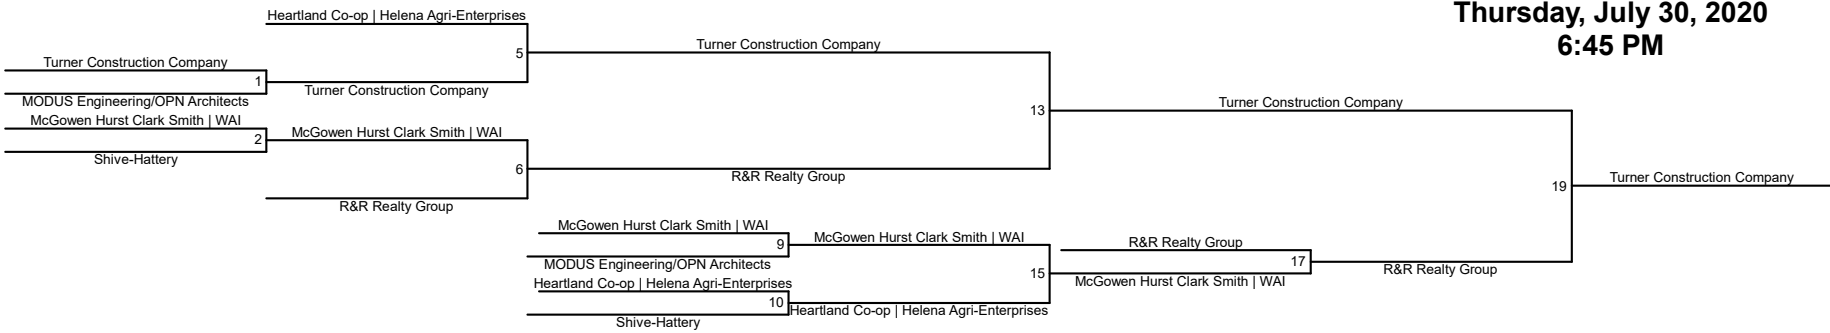 Thursday, July 30, 2020
6:45 PM
Heartland Co-op | Helena Agri-Enterprises
5
Turner Construction Company
Turner Construction Company
1
Turner Construction Company
MODUS Engineering/OPN Architects
13
Turner Construction Company
McGowen Hurst Clark Smith | WAI
2
McGowen Hurst Clark Smith | WAI
Shive-Hattery
6
R&R Realty Group
R&R Realty Group
19
Turner Construction Company
McGowen Hurst Clark Smith | WAI
9
McGowen Hurst Clark Smith | WAI
MODUS Engineering/OPN Architects
R&R Realty Group
17
R&R Realty Group
15
McGowen Hurst Clark Smith | WAI
Heartland Co-op | Helena Agri-Enterprises
10
Heartland Co-op | Helena Agri-Enterprises
Shive-Hattery